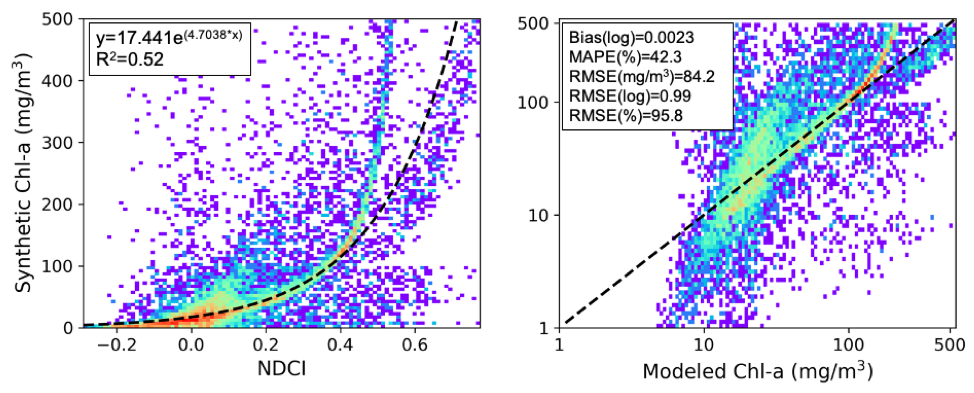 y=17.441e^(4.7038*x)
R²=0.52
Synthetic Chl-a (mg/m³)
500
400
300
200
100
0
−0.2
0.0
0.2
0.4
0.6
NDCI
Bias(log)=0.0023
MAPE(%)=42.3
RMSE(mg/m³)=84.2
RMSE(log)=0.99
RMSE(%)=95.8
500
100
10
1
1
10
100
500
Modeled Chl-a (mg/m³)